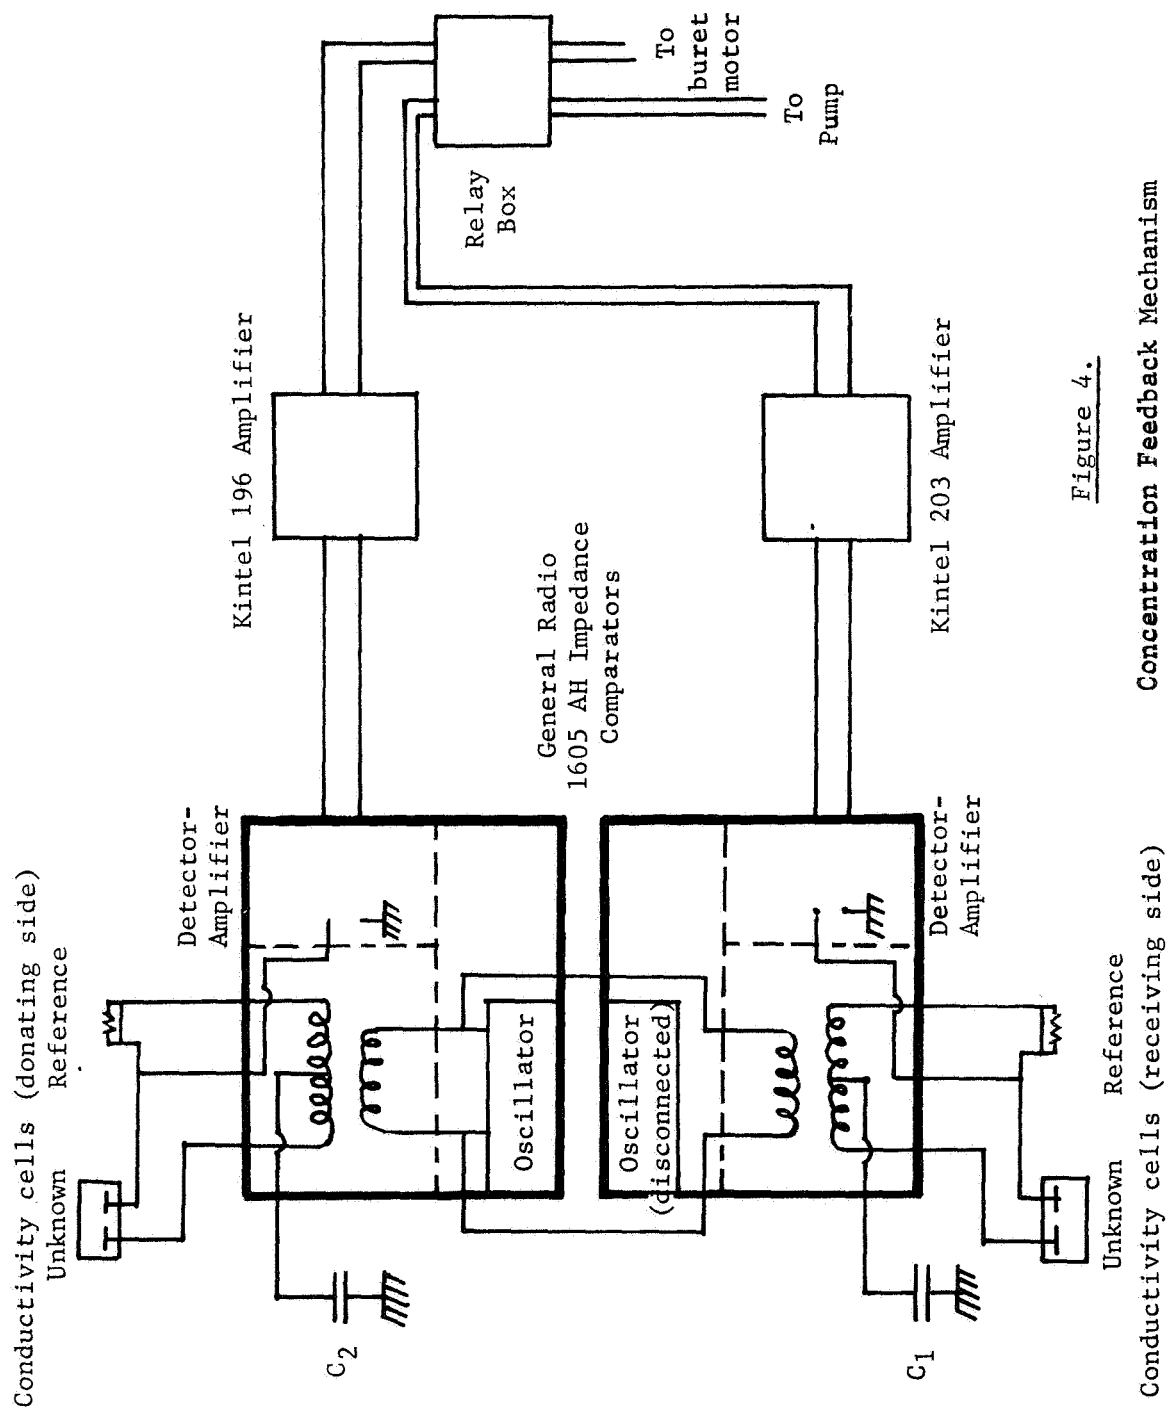 Conductivity cells (donating side)
Unknown
Reference
C2
Detector-
Amplifier
Kintel 196 Amplifier
Oscillator
General Radio
1605 AH Impedance
Comparators
Relay
Box
To
buret
motor
To
Pump
Oscillator
(disconnected)
C1
Detector-
Amplifier
Kintel 203 Amplifier
Unknown
Reference
Conductivity cells (receiving side)
Figure 4.
Concentration Feedback Mechanism